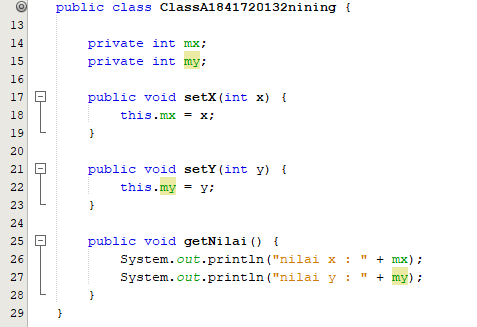 public class ClassA1841720132nining {
13
14 private int mx;
15 private int my;
16
17 public void setX(int x) {
18 this.mx = x;
19 }
20
21 public void setY(int y) {
22 this.my = y;
23 }
24
25 public void getNilai() {
26 System.out.println("nilai x : " + mx);
27 System.out.println("nilai y : " + my);
28 }
29 }